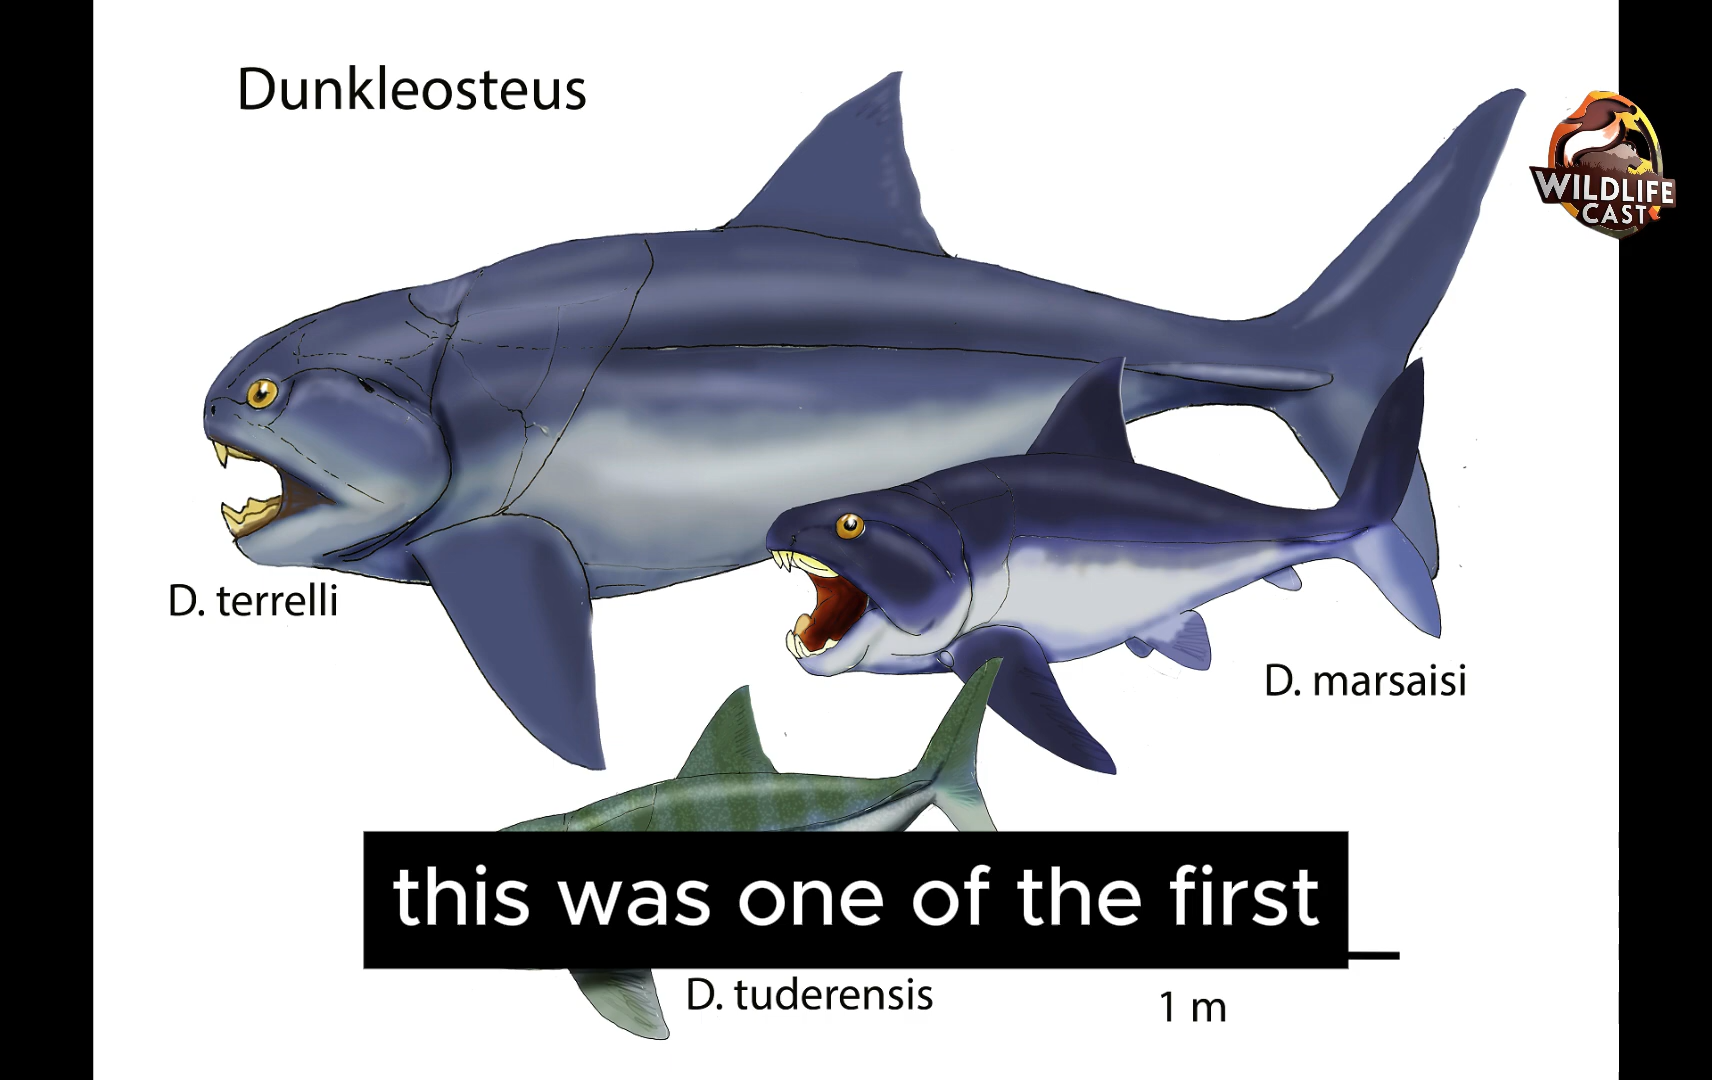 Dunkleosteus
WILDLIFE
CAST
D. terrelli
D. marsaisi
this was one of the first
D. tuderensis
1 m